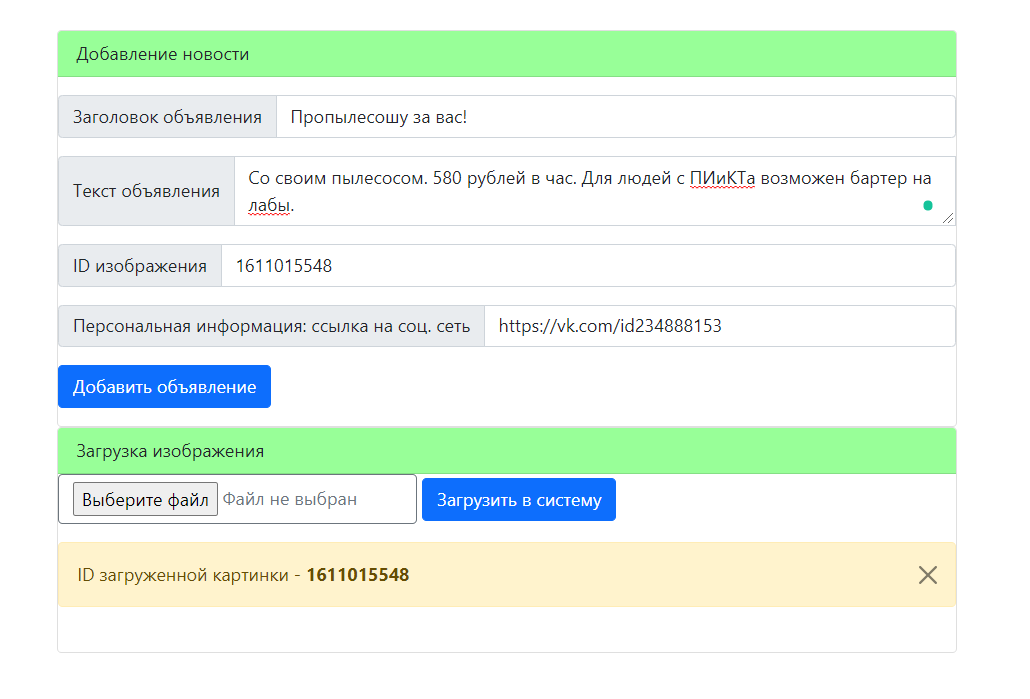 Добавление новости
Заголовок объявления Пропылесошу за вас!
Текст объявления Со своим пылесосом. 580 рублей в час. Для людей с ПИиКТа возможен бартер на
лабы.
ID изображения 1611015548
Персональная информация: ссылка на соц. сеть https://vk.com/id234888153
Добавить объявление
Загрузка изображения
Выберите файл Файл не выбран Загрузить в систему
ID загруженной картинки - 1611015548